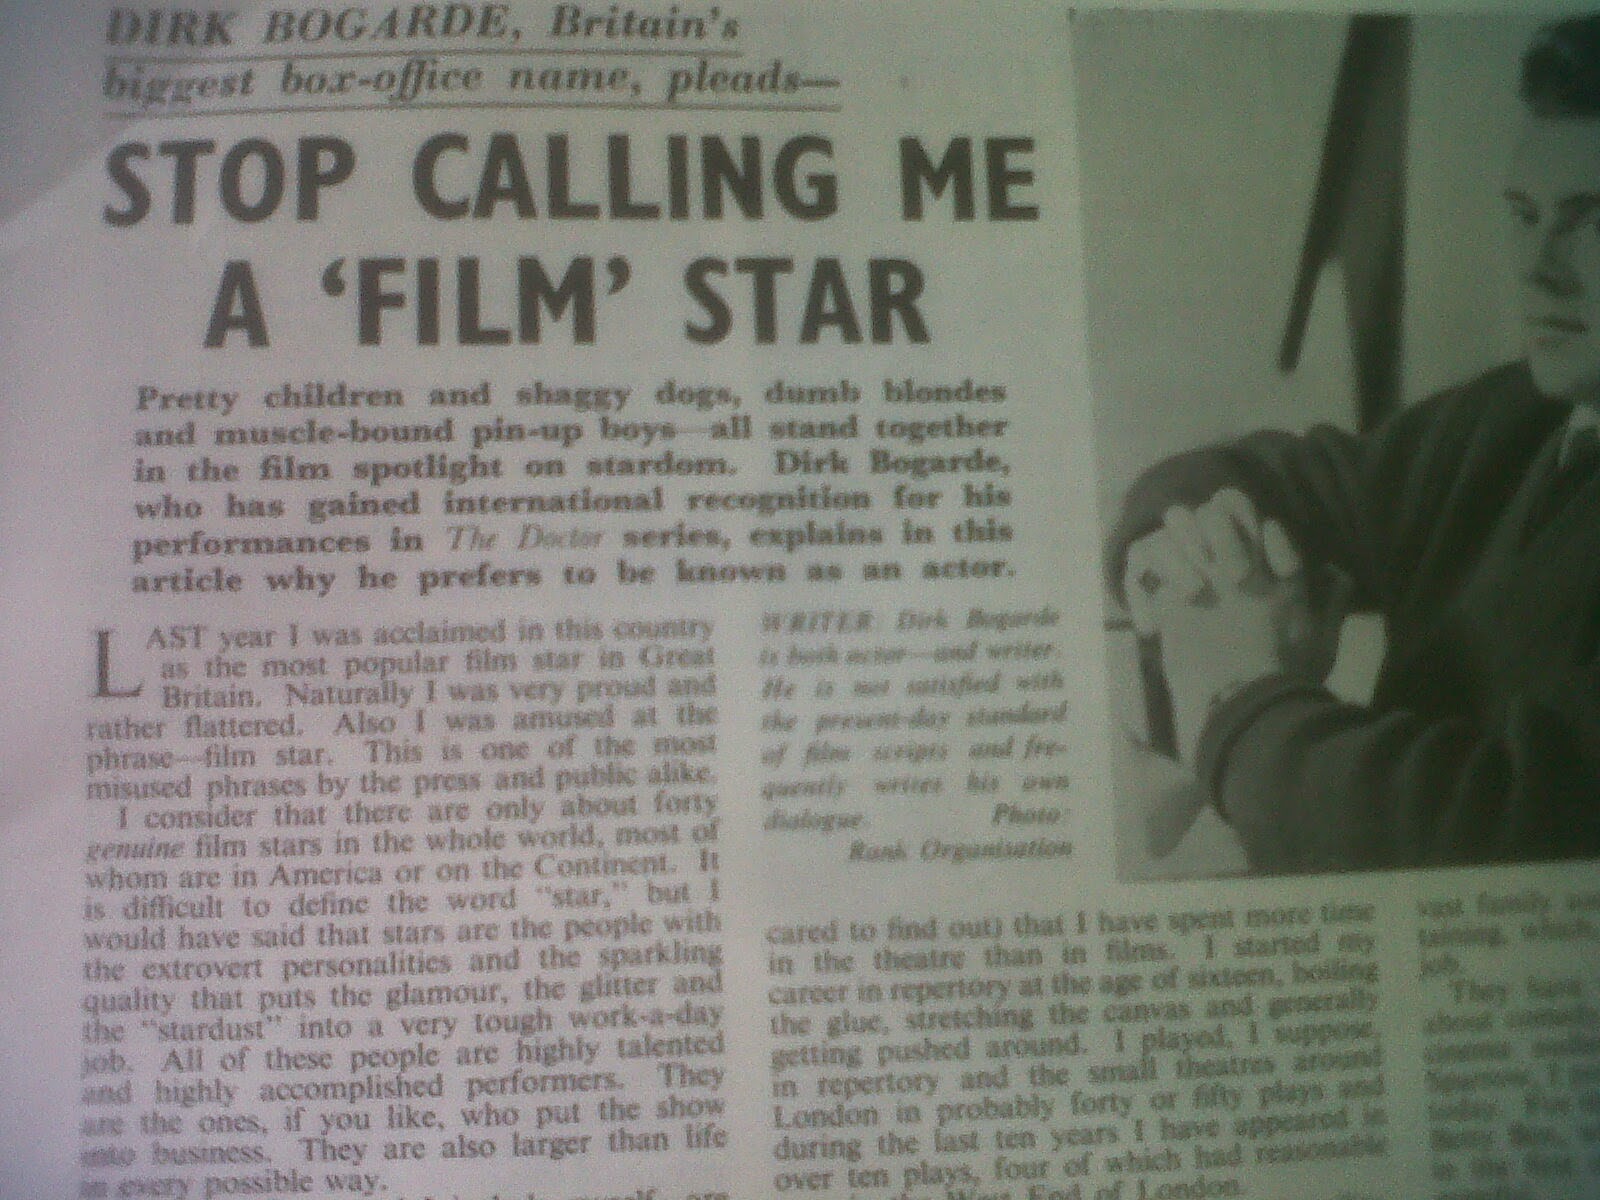 DIRK BOGARDE, Britain's
biggest box-office name, pleads—
STOP CALLING ME
A 'FILM' STAR
Pretty children and shaggy dogs, dumb blondes
and muscle-bound pin-up boys—all stand together
in the film spotlight on stardom. Dirk Bogarde,
who has gained international recognition for his
performances in The Doctor series, explains in this
article why he prefers to be known as an actor.
LAST year I was acclaimed in this country
as the most popular film star in Great
Britain. Naturally I was very proud and
rather flattered. Also I was amused at the
phrase—film star. This is one of the most
misused phrases by the press and public alike.
I consider that there are only about forty
genuine film stars in the whole world, most of
whom are in America or on the Continent. It
is difficult to define the word "star," but I
would have said that stars are the people with
the extrovert personalities and the sparkling
quality that puts the glamour, the glitter and
the "stardust" into a very tough work-a-day
job. All of these people are highly talented
and highly accomplished performers. They
are the ones, if you like, who put the show
into business. They are also larger than life
in every possible way.
WRITER Dirk Bogarde
is both actor—and writer.
He is not satisfied with
the present-day standard
of film scripts and fre-
quently writes his own
dialogue. Photo:
Rank Organisation
cared to find out) that I have spent more time
in the theatre than in films. I started my
career in repertory at the age of sixteen, boiling
the glue, stretching the canvas and generally
getting pushed around. I played, I suppose,
in repertory and the small theatres around
London in probably forty or fifty plays and
during the last ten years I have appeared in
over ten plays, four of which had reasonable
West End of London.
vast family
taining, which
job.
They have
about
cinema
today.